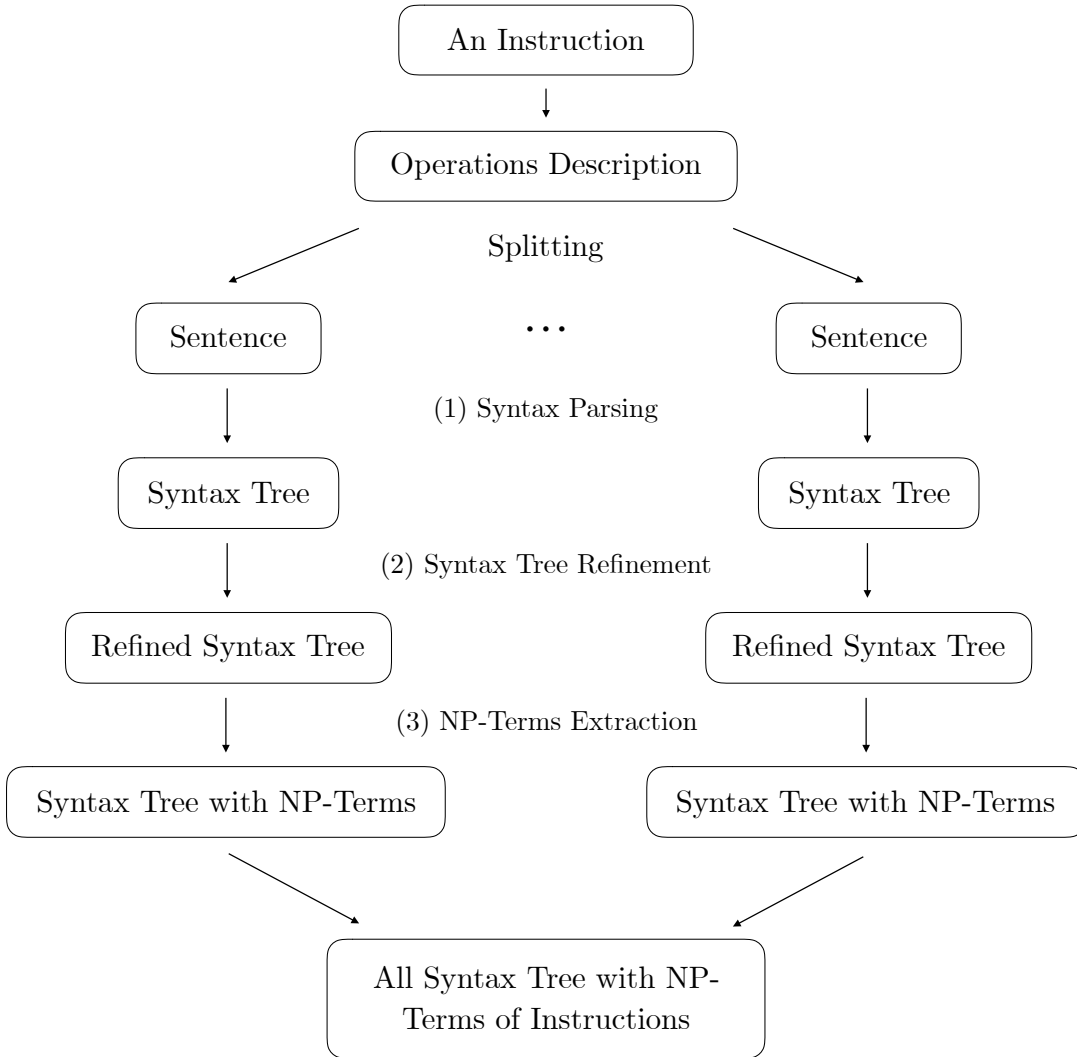 An Instruction
Operations Description
Splitting
Sentence
...
Sentence
(1) Syntax Parsing
Syntax Tree
Syntax Tree
(2) Syntax Tree Refinement
Refined Syntax Tree
Refined Syntax Tree
(3) NP-Terms Extraction
Syntax Tree with NP-Terms
Syntax Tree with NP-Terms
All Syntax Tree with NP-
Terms of Instructions